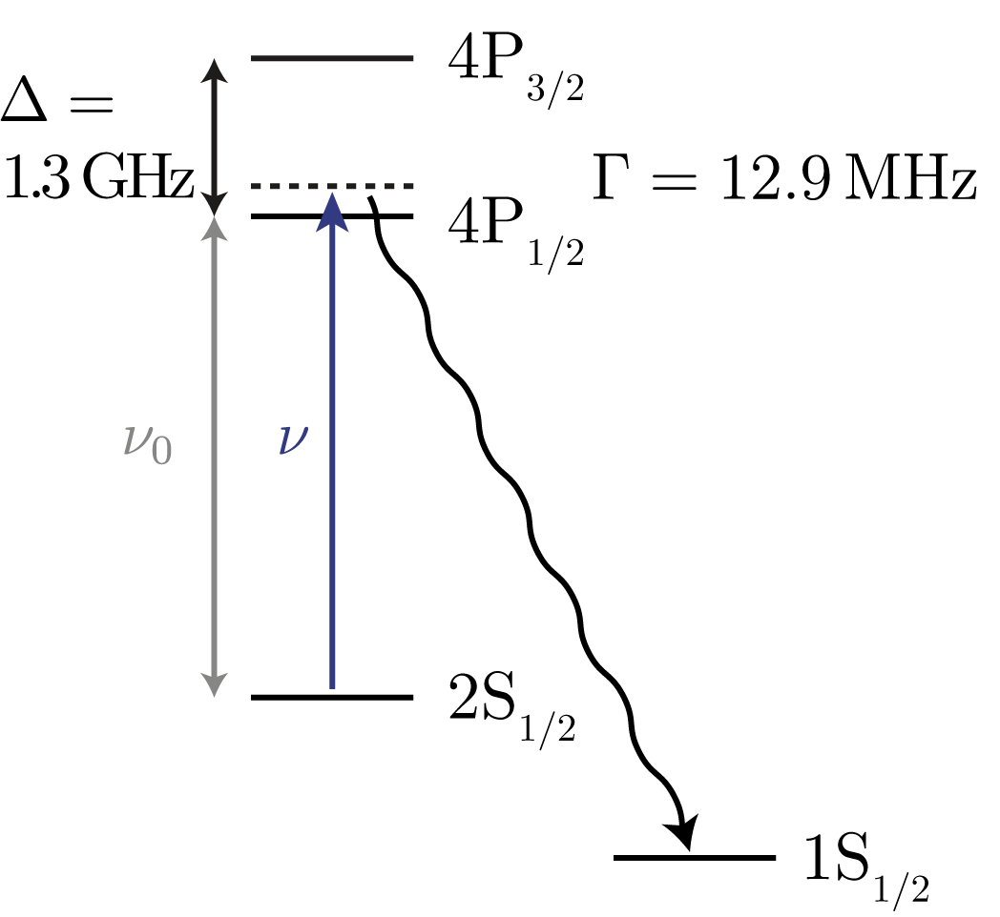 4P3/2
Δ =
1.3 GHz
Γ = 12.9 MHz
4P1/2
ν0
ν
2S1/2
1S1/2